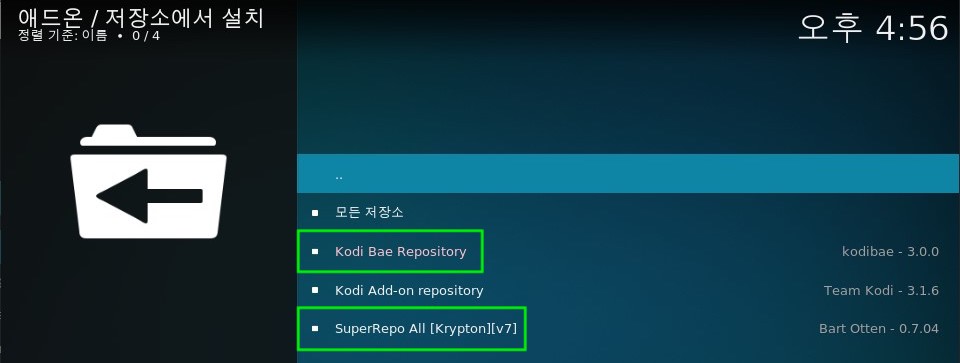 애드온 / 저장소에서 설치
정렬 기준: 이름 • 0 / 4
오후 4:56
..
모든 저장소
Kodi Bae Repository
kodibae - 3.0.0
Kodi Add-on repository
Team Kodi - 3.1.6
SuperRepo All [Krypton][v7]
Bart Otten - 0.7.04